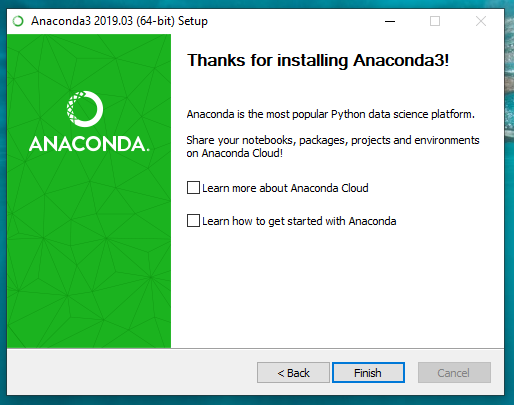 Anaconda3 2019.03 (64-bit) Setup
Thanks for installing Anaconda3!
ANACONDA.
Anaconda is the most popular Python data science platform.
Share your notebooks, packages, projects and environments
on Anaconda Cloud!
Learn more about Anaconda Cloud
Learn how to get started with Anaconda
< Back
Finish
Cancel